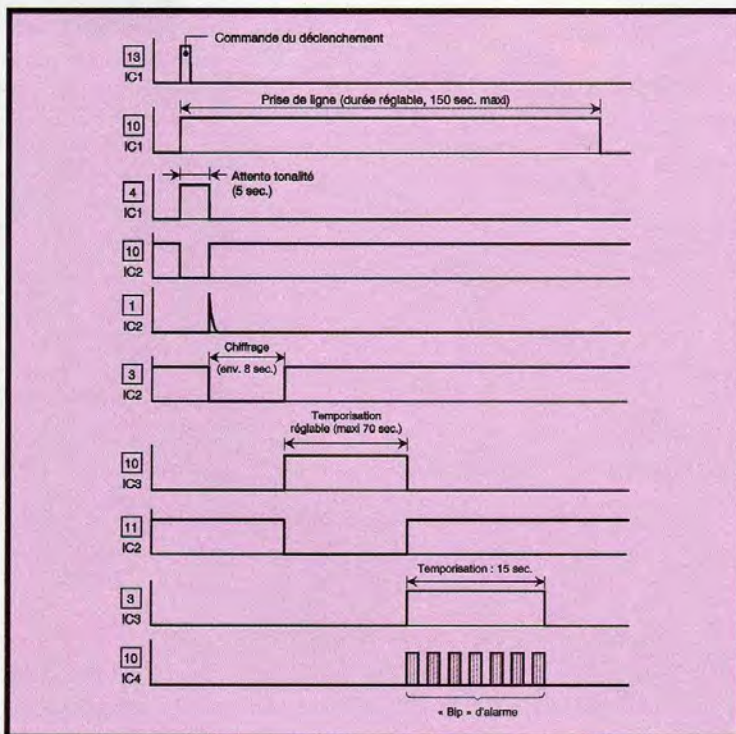 Commande du déclenchement
13
IC1
Prise de ligne (durée réglable, 150 sec. maxi)
10
IC1
Attente tonalité
(5 sec.)
4
IC1
10
IC2
1
IC2
Chiffrage
(env. 8 sec.)
3
IC2
Temporisation
réglable (maxi 70 sec.)
10
IC3
11
IC2
Temporisation : 15 sec.
3
IC3
10
IC4
« Bip » d'alarme